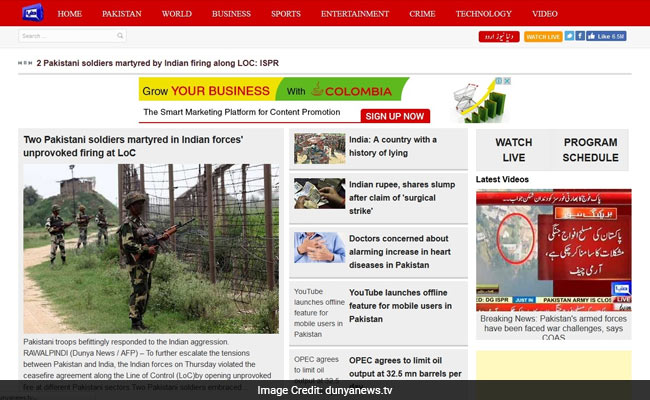 HOME PAKISTAN WORLD BUSINESS SPORTS ENTERTAINMENT CRIME TECHNOLOGY VIDEO
Search ...
دنیا نیوز اردو WATCH LIVE Like 6.5M
2 Pakistani soldiers martyred by Indian firing along LOC: ISPR
Grow YOUR BUSINESS With COLOMBIA
The Smart Marketing Platform for Content Promotion SIGN UP NOW
Two Pakistani soldiers martyred in Indian forces'
unprovoked firing at LoC
Pakistani troops befittingly responded to the Indian aggression.
RAWALPINDI (Dunya News / AFP) – To further escalate the tensions
between Pakistan and India, the Indian forces on Thursday violated the
ceasefire agreement along the Line of Control (LoC)by opening unprovoked
fire at different Pakistani sectors Two Pakistani soldiers embraced
India: A country with a
history of lying
Indian rupee, shares slump
after claim of 'surgical
strike'
Doctors concerned about
alarming increase in heart
diseases in Pakistan
YouTube
launches offline
feature for
mobile users in
Pakistan
YouTube launches offline
feature for mobile users in
Pakistan
OPEC agrees to
limit oil
output at 32.5
OPEC agrees to limit oil
output at 32.5 mn barrels per
WATCH
LIVE
PROGRAM
SCHEDULE
Latest Videos
پاکستان کی مسلح افواج جنگی
مشکلات کا سامنا کر چکی ہے،
آرمی چیف
ED: DG ISPR JUST IN PAKISTAN ARMY IS CLOS
Breaking News: Pakistan's armed forces
have been faced war challenges, says
COAS
Image Credit: dunyanews.tv